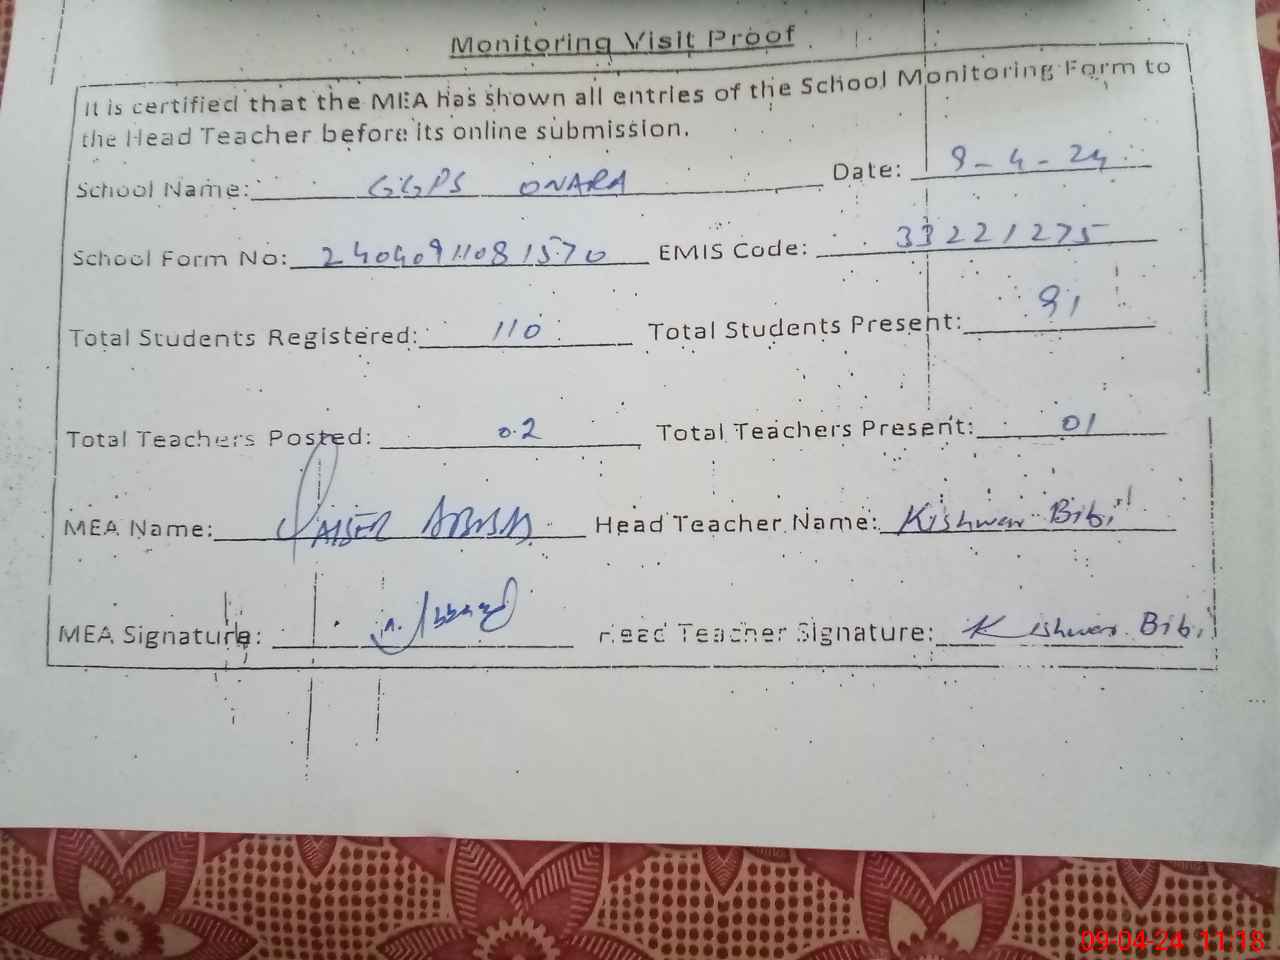 Monitoring Visit Proof
It is certified that the MEA has shown all entries of the School Monitoring Form to
the Head Teacher before its online submission.
School Name: GGPS ONARA Date: 9-4-24
School Form No: 24040911081570 EMIS Code: 33221275
Total Students Registered: 110 Total Students Present: 91
Total Teachers Posted: 02 Total Teachers Present: 01
MEA Name: QAISER ABBAS Head Teacher Name: Kishwar Bibi
MEA Signature: Head Teacher Signature: Kishwar Bibi
09-04-24 11:18